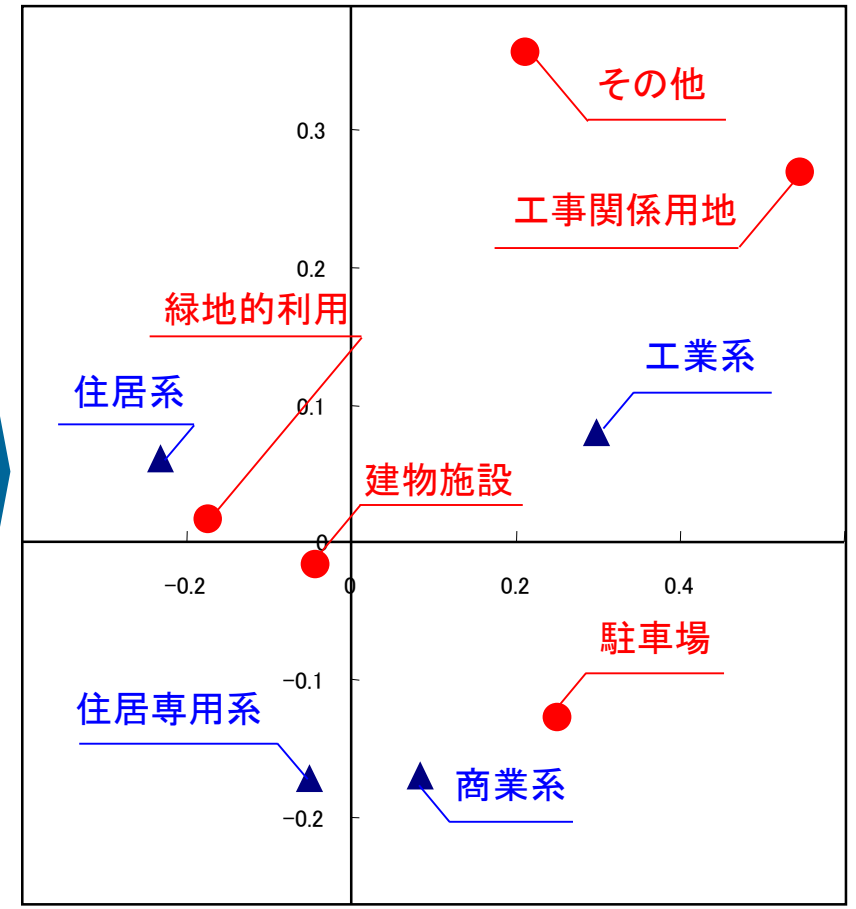 その他
0.3
工事関係用地
0.2
緑地的利用
工業系
住居系
0.1
建物施設
0
−0.2
0
0.2
0.4
駐車場
−0.1
住居専用系
商業系
−0.2